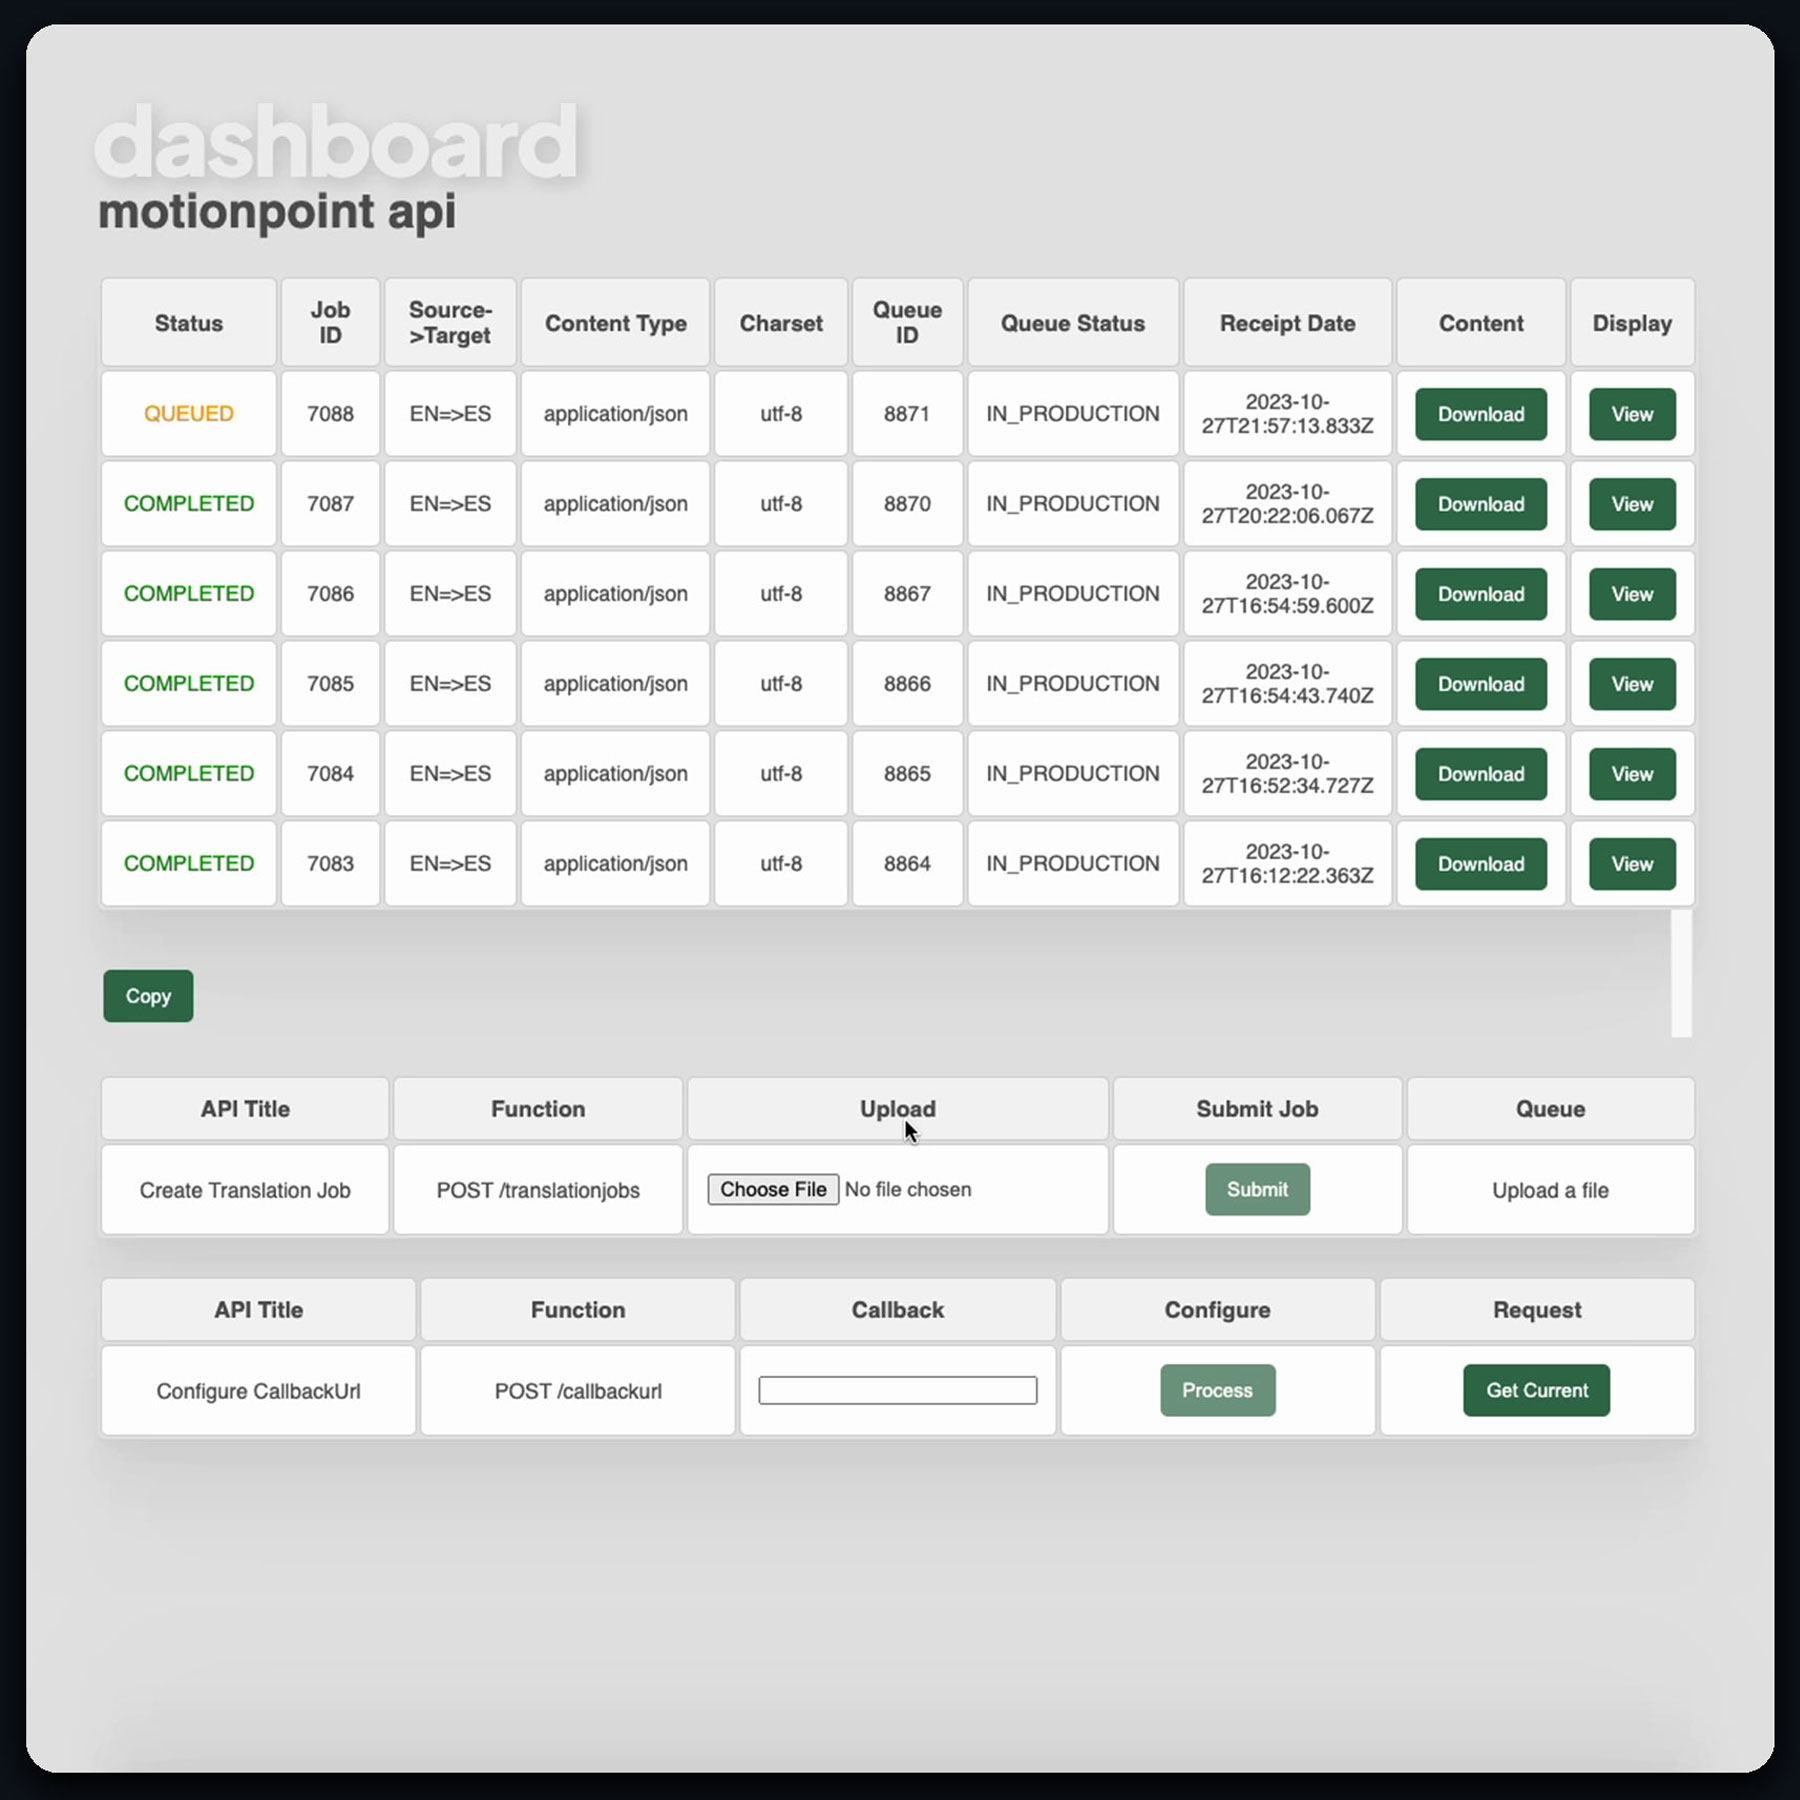 dashboard
motionpoint api
Status Job ID Source->Target Content Type Charset Queue ID Queue Status Receipt Date Content Display
QUEUED 7088 EN=>ES application/json utf-8 8871 IN_PRODUCTION 2023-10-27T21:57:13.833Z Download View
COMPLETED 7087 EN=>ES application/json utf-8 8870 IN_PRODUCTION 2023-10-27T20:22:06.067Z Download View
COMPLETED 7086 EN=>ES application/json utf-8 8867 IN_PRODUCTION 2023-10-27T16:54:59.600Z Download View
COMPLETED 7085 EN=>ES application/json utf-8 8866 IN_PRODUCTION 2023-10-27T16:54:43.740Z Download View
COMPLETED 7084 EN=>ES application/json utf-8 8865 IN_PRODUCTION 2023-10-27T16:52:34.727Z Download View
COMPLETED 7083 EN=>ES application/json utf-8 8864 IN_PRODUCTION 2023-10-27T16:12:22.363Z Download View
Copy
API Title Function Upload Submit Job Queue
Create Translation Job POST /translationjobs Choose File No file chosen Submit Upload a file
API Title Function Callback Configure Request
Configure CallbackUrl POST /callbackurl Process Get Current